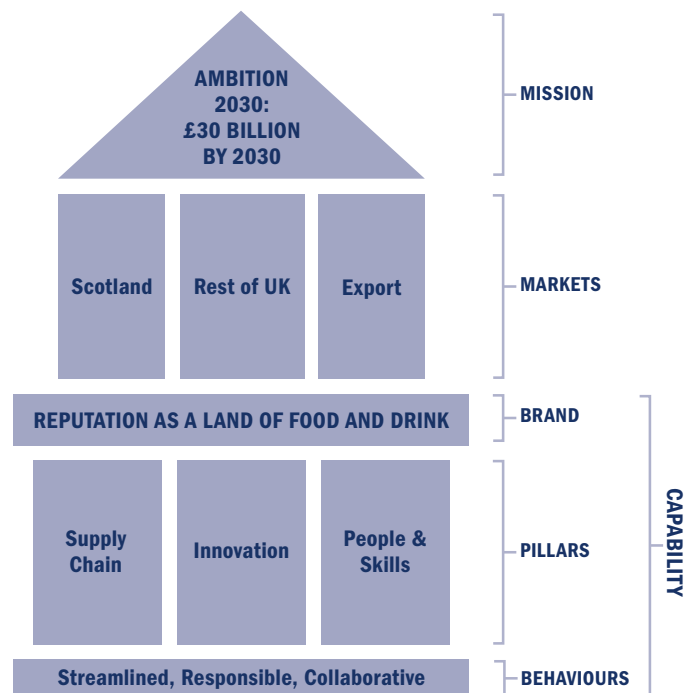 AMBITION
2030:
£30 BILLION
BY 2030
MISSION
Scotland
Rest of UK
Export
MARKETS
REPUTATION AS A LAND OF FOOD AND DRINK
BRAND
Supply
Chain
Innovation
People &
Skills
PILLARS
CAPABILITY
Streamlined, Responsible, Collaborative
BEHAVIOURS